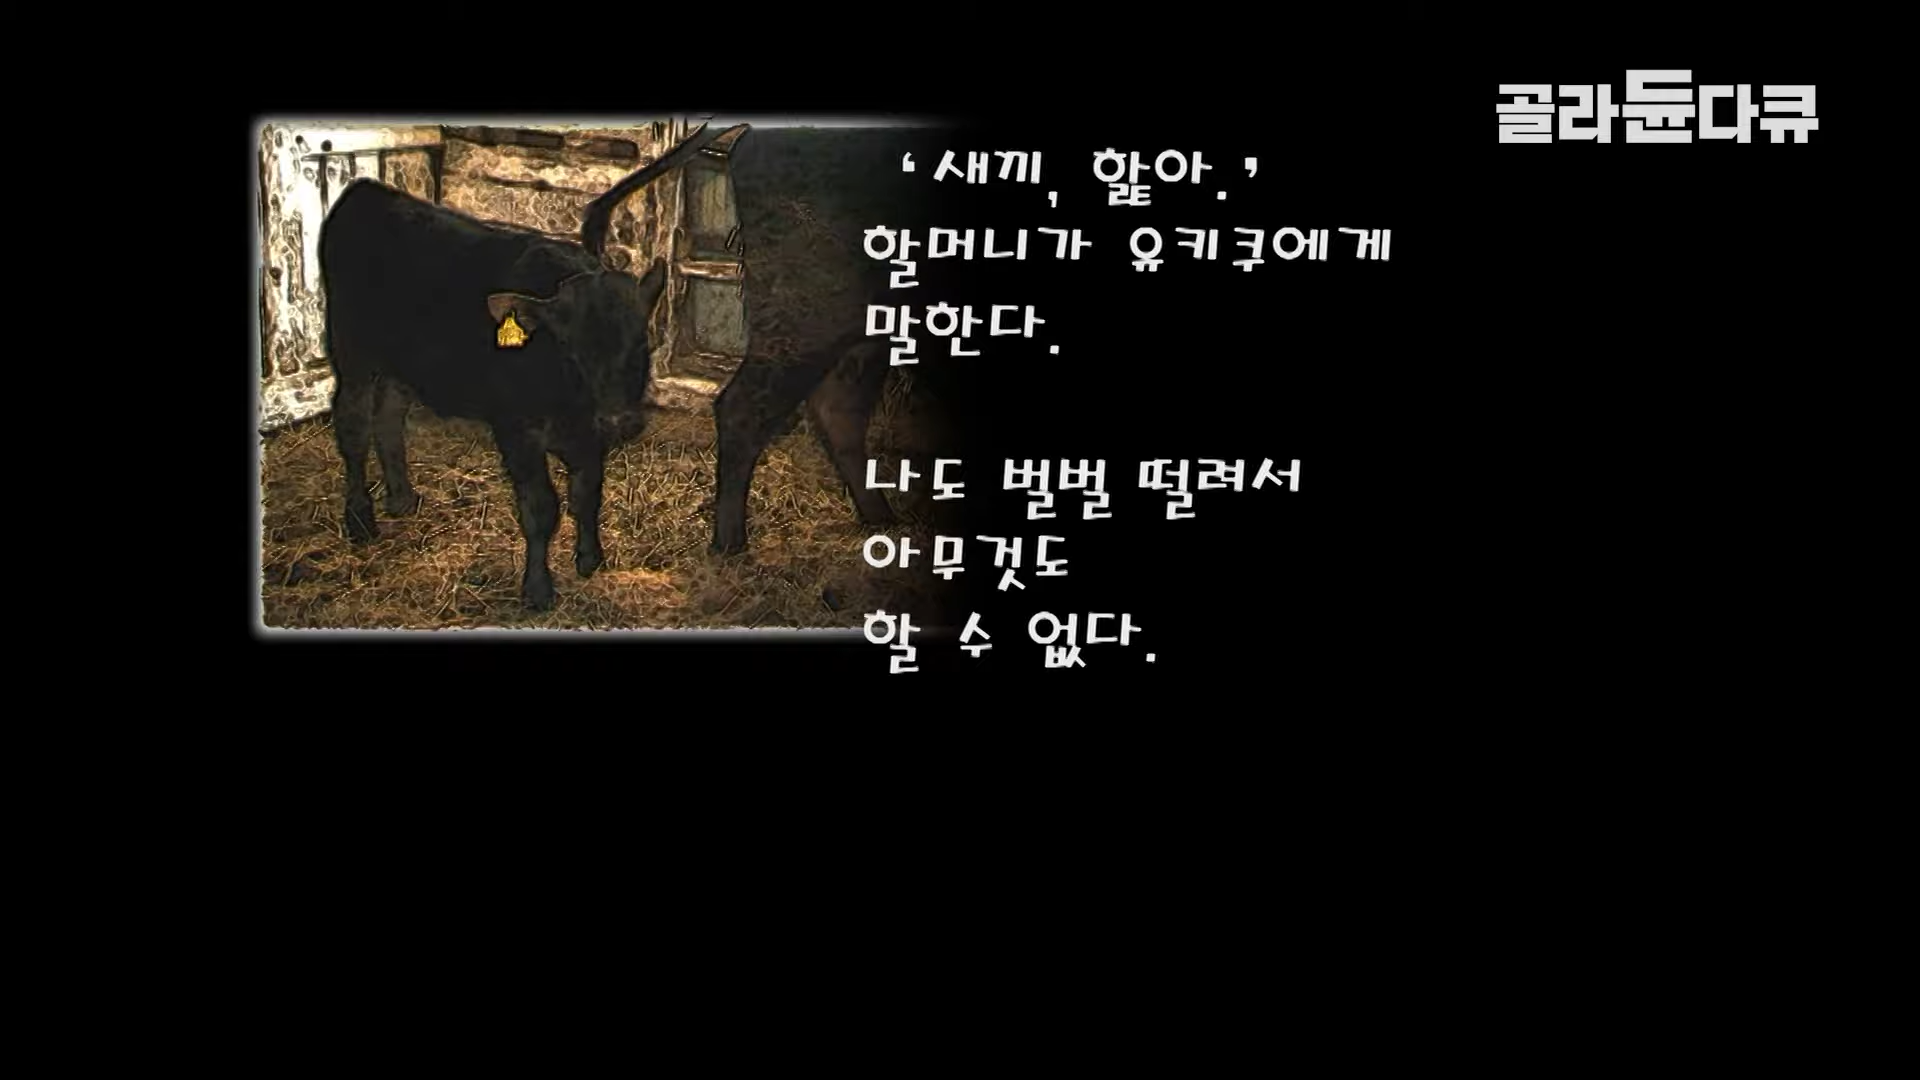 골라듄다큐
‘새끼, 핥아.’
할머니가 유키쿠에게
말한다.
나도 벌벌 떨려서
아무것도
할 수 없다.